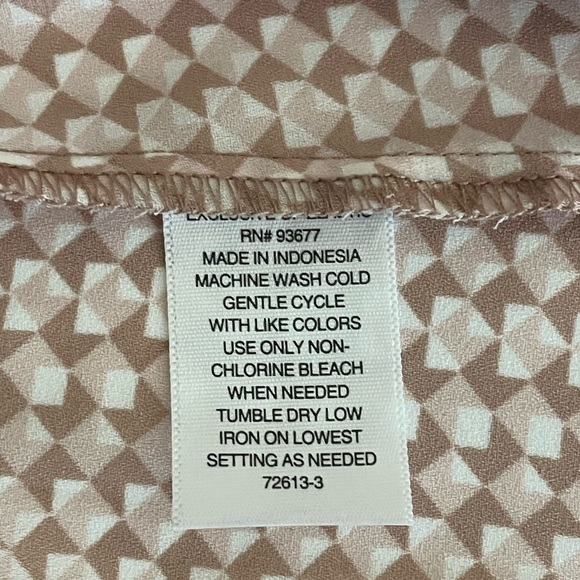 RN# 93677
MADE IN INDONESIA
MACHINE WASH COLD
GENTLE CYCLE
WITH LIKE COLORS
USE ONLY NON-
CHLORINE BLEACH
WHEN NEEDED
TUMBLE DRY LOW
IRON ON LOWEST
SETTING AS NEEDED
72613-3